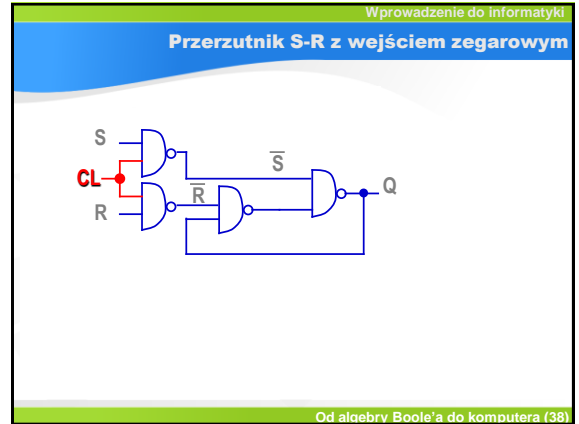 Wprowadzenie do informatyki
Przerzutnik S-R z wejściem zegarowym
S
S
CL
R
Q
R
Od algebry Boole'a do komputera (38)